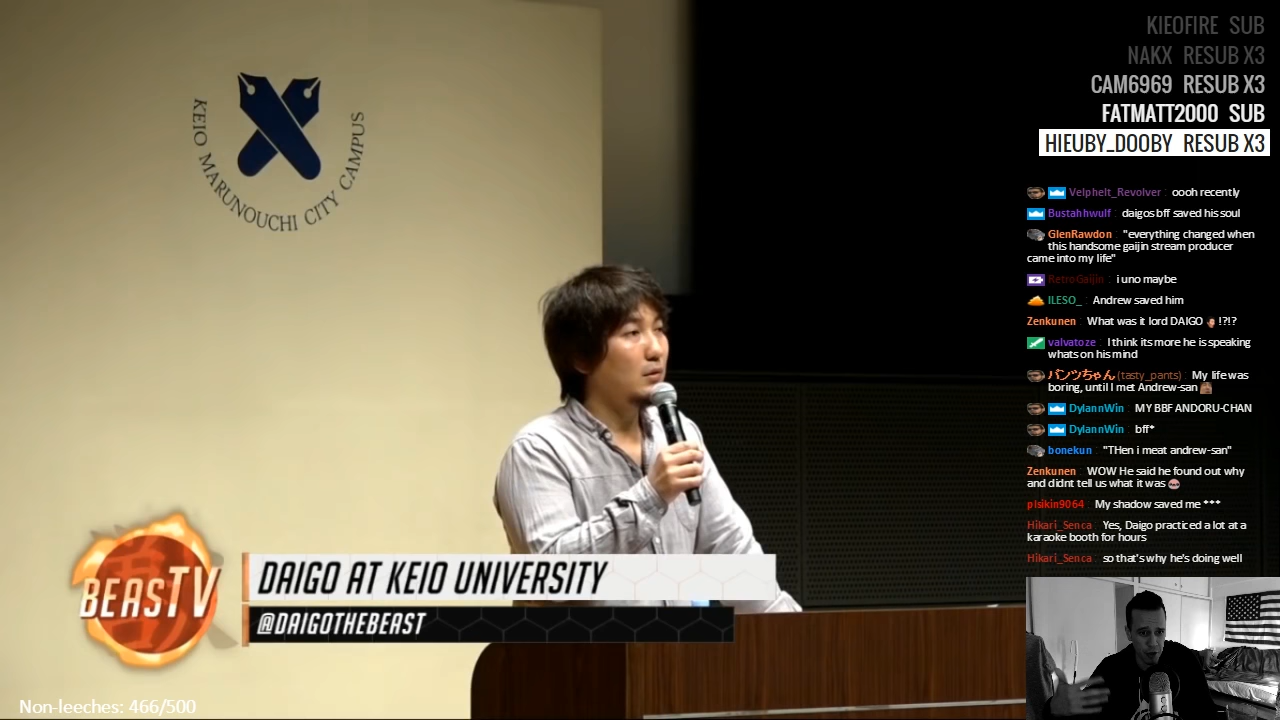 KEIO MARUNOUCHI CITY CAMPUS
BEASTV
DAIGO AT KEIO UNIVERSITY
@DAIGOTHEBEAST
Non-leeches: 466/500
KIEOFIRE SUB
NAKX RESUB X3
CAM6969 RESUB X3
FATMATT2000 SUB
HIEUBY_DOOBY RESUB X3
Velphelt_Revolver : oooh recently
Bustahhwulf : daigos bff saved his soul
GlenRawdon : "everything changed when
this handsome gaijin stream producer
came into my life"
RetroGaijin : i uno maybe
ILESO_ : Andrew saved him
Zenkunen : What was it lord DAIGO !?!?
valvatoze : I think its more he is speaking
whats on his mind
パンツちゃん (tasty_pants) : My life was
boring, until I met Andrew-san
DylannWin : MY BBF ANDORU-CHAN
DylannWin : bff*
bonekun : "THen i meat andrew-san"
Zenkunen : WOW He said he found out why
and didnt tell us what it was
plsikin9064 : My shadow saved me ***
Hikari_Senca : Yes, Daigo practiced a lot at a
karaoke booth for hours
Hikari_Senca : so that's why he's doing well